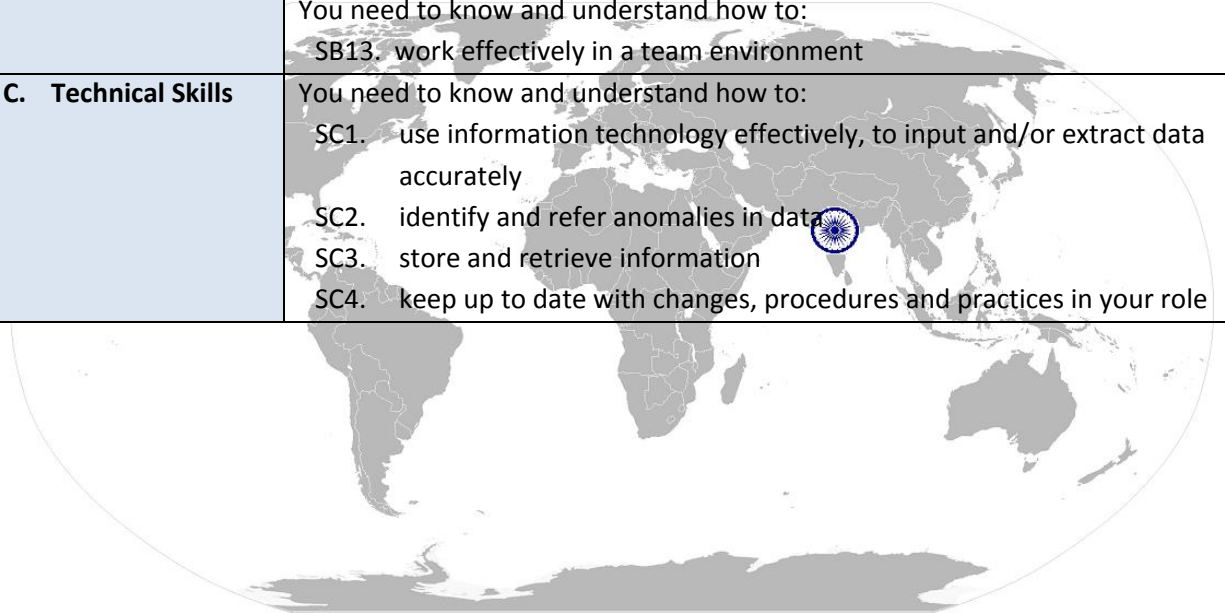 You need to know and understand how to:
SB13. work effectively in a team environment
C. Technical Skills
You need to know and understand how to:
SC1. use information technology effectively, to input and/or extract data
accurately
SC2. identify and refer anomalies in data
SC3. store and retrieve information
SC4. keep up to date with changes, procedures and practices in your role